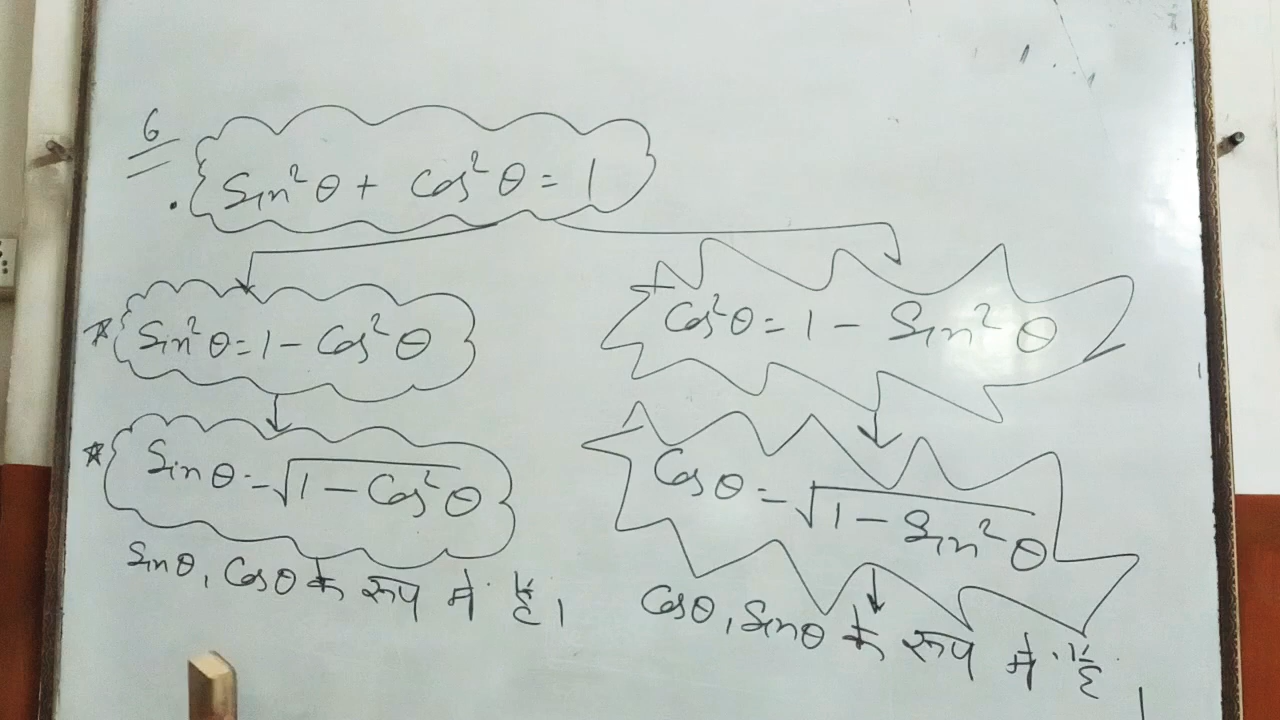 6
Sin²θ + Cos²θ = 1
Sin²θ = 1 - Cos²θ
Sinθ = √1 - Cos²θ
Sinθ, Cosθ के रूप में है।
Cos²θ = 1 - Sin²θ
Cosθ = √1 - Sin²θ
Cosθ, Sinθ के रूप में है।